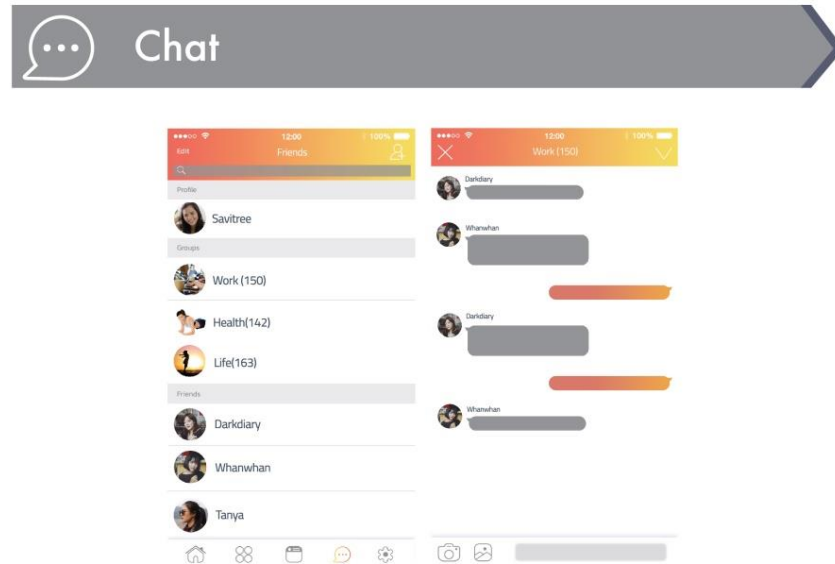 Chat
12:00
100%
Edit
Friends
Profile
Savitree
Groups
Work (150)
Health(142)
Life(163)
Friends
Darkdiary
Whanwhan
Tanya
12:00
100%
Work (150)
Darkdiary
Whanwhan
Darkdiary
Whanwhan